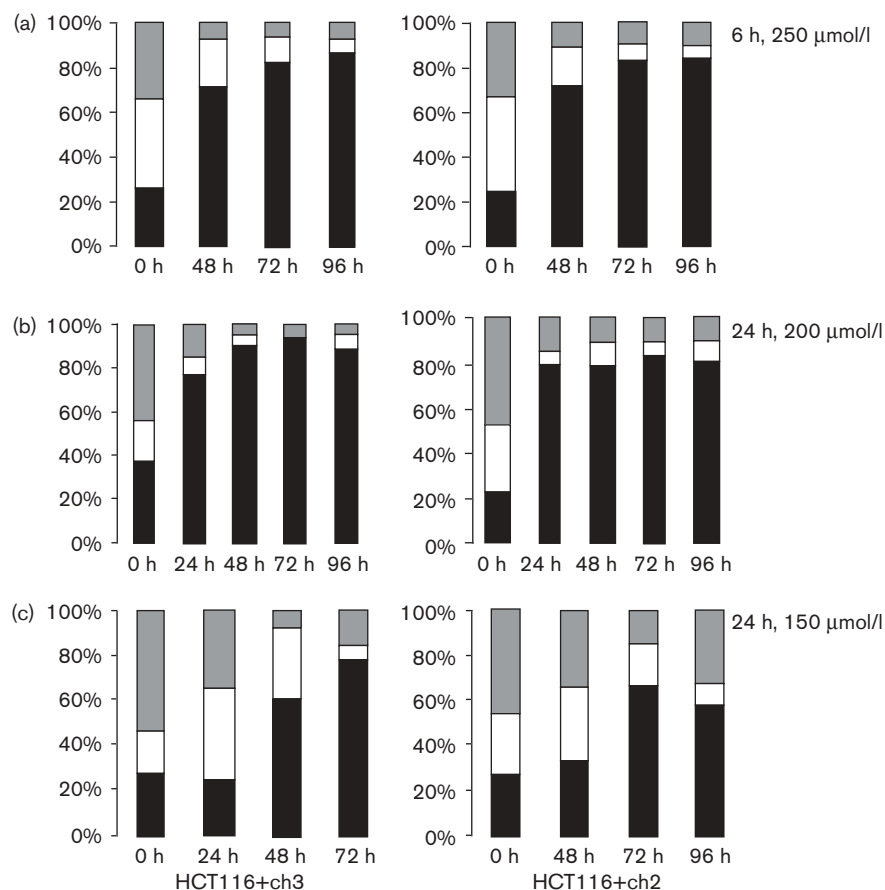 (a) 100% 80% 60% 40% 20% 0%
0 h 48 h 72 h 96 h
100% 80% 60% 40% 20% 0%
0 h 48 h 72 h 96 h
6 h, 250 μmol/l
(b) 100% 80% 60% 40% 20% 0%
0 h 24 h 48 h 72 h 96 h
100% 80% 60% 40% 20% 0%
0 h 24 h 48 h 72 h 96 h
24 h, 200 μmol/l
(c) 100% 80% 60% 40% 20% 0%
0 h 24 h 48 h 72 h
HCT116+ch3
100% 80% 60% 40% 20% 0%
0 h 48 h 72 h 96 h
HCT116+ch2
24 h, 150 μmol/l